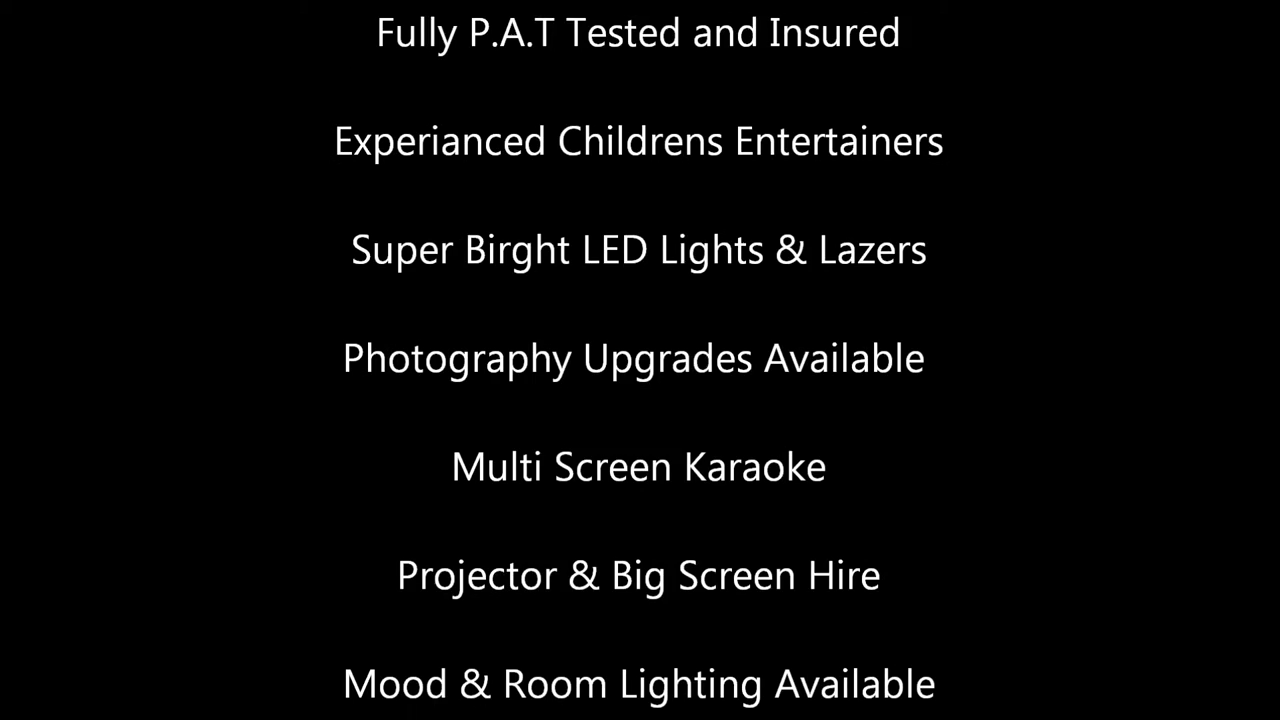 Fully P.A.T Tested and Insured
Experianced Childrens Entertainers
Super Birght LED Lights & Lazers
Photography Upgrades Available
Multi Screen Karaoke
Projector & Big Screen Hire
Mood & Room Lighting Available